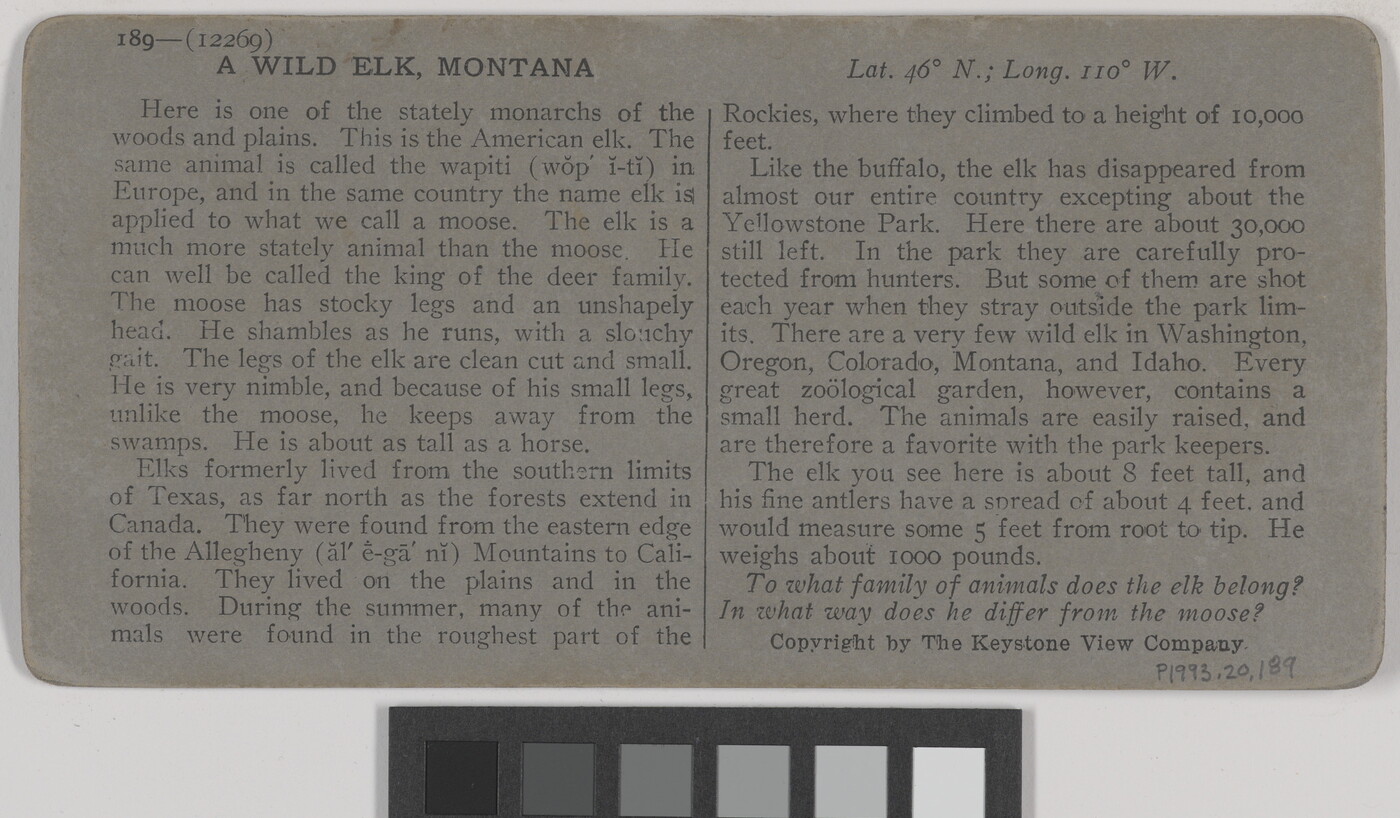 189—(12269)
A WILD ELK, MONTANA
Lat. 46° N.; Long. 110° W.
Here is one of the stately monarchs of the
woods and plains. This is the American elk. The
same animal is called the wapiti (wŏp′ ĭ-tĭ) in
Europe, and in the same country the name elk is
applied to what we call a moose. The elk is a
much more stately animal than the moose. He
can well be called the king of the deer family.
The moose has stocky legs and an unshapely
head. He shambles as he runs, with a slouchy
gait. The legs of the elk are clean cut and small.
He is very nimble, and because of his small legs,
unlike the moose, he keeps away from the
swamps. He is about as tall as a horse.
Elks formerly lived from the southern limits
of Texas, as far north as the forests extend in
Canada. They were found from the eastern edge
of the Allegheny (ăl′ ḗ-gā′ nĭ) Mountains to Cali-
fornia. They lived on the plains and in the
woods. During the summer, many of the ani-
mals were found in the roughest part of the
Rockies, where they climbed to a height of 10,000
feet.
Like the buffalo, the elk has disappeared from
almost our entire country excepting about the
Yellowstone Park. Here there are about 30,000
still left. In the park they are carefully pro-
tected from hunters. But some of them are shot
each year when they stray outside the park lim-
its. There are a very few wild elk in Washington,
Oregon, Colorado, Montana, and Idaho. Every
great zoölogical garden, however, contains a
small herd. The animals are easily raised, and
are therefore a favorite with the park keepers.
The elk you see here is about 8 feet tall, and
his fine antlers have a spread of about 4 feet. and
would measure some 5 feet from root to tip. He
weighs about 1000 pounds.
To what family of animals does the elk belong?
In what way does he differ from the moose?
Copyright by The Keystone View Company.
P1993.20,189